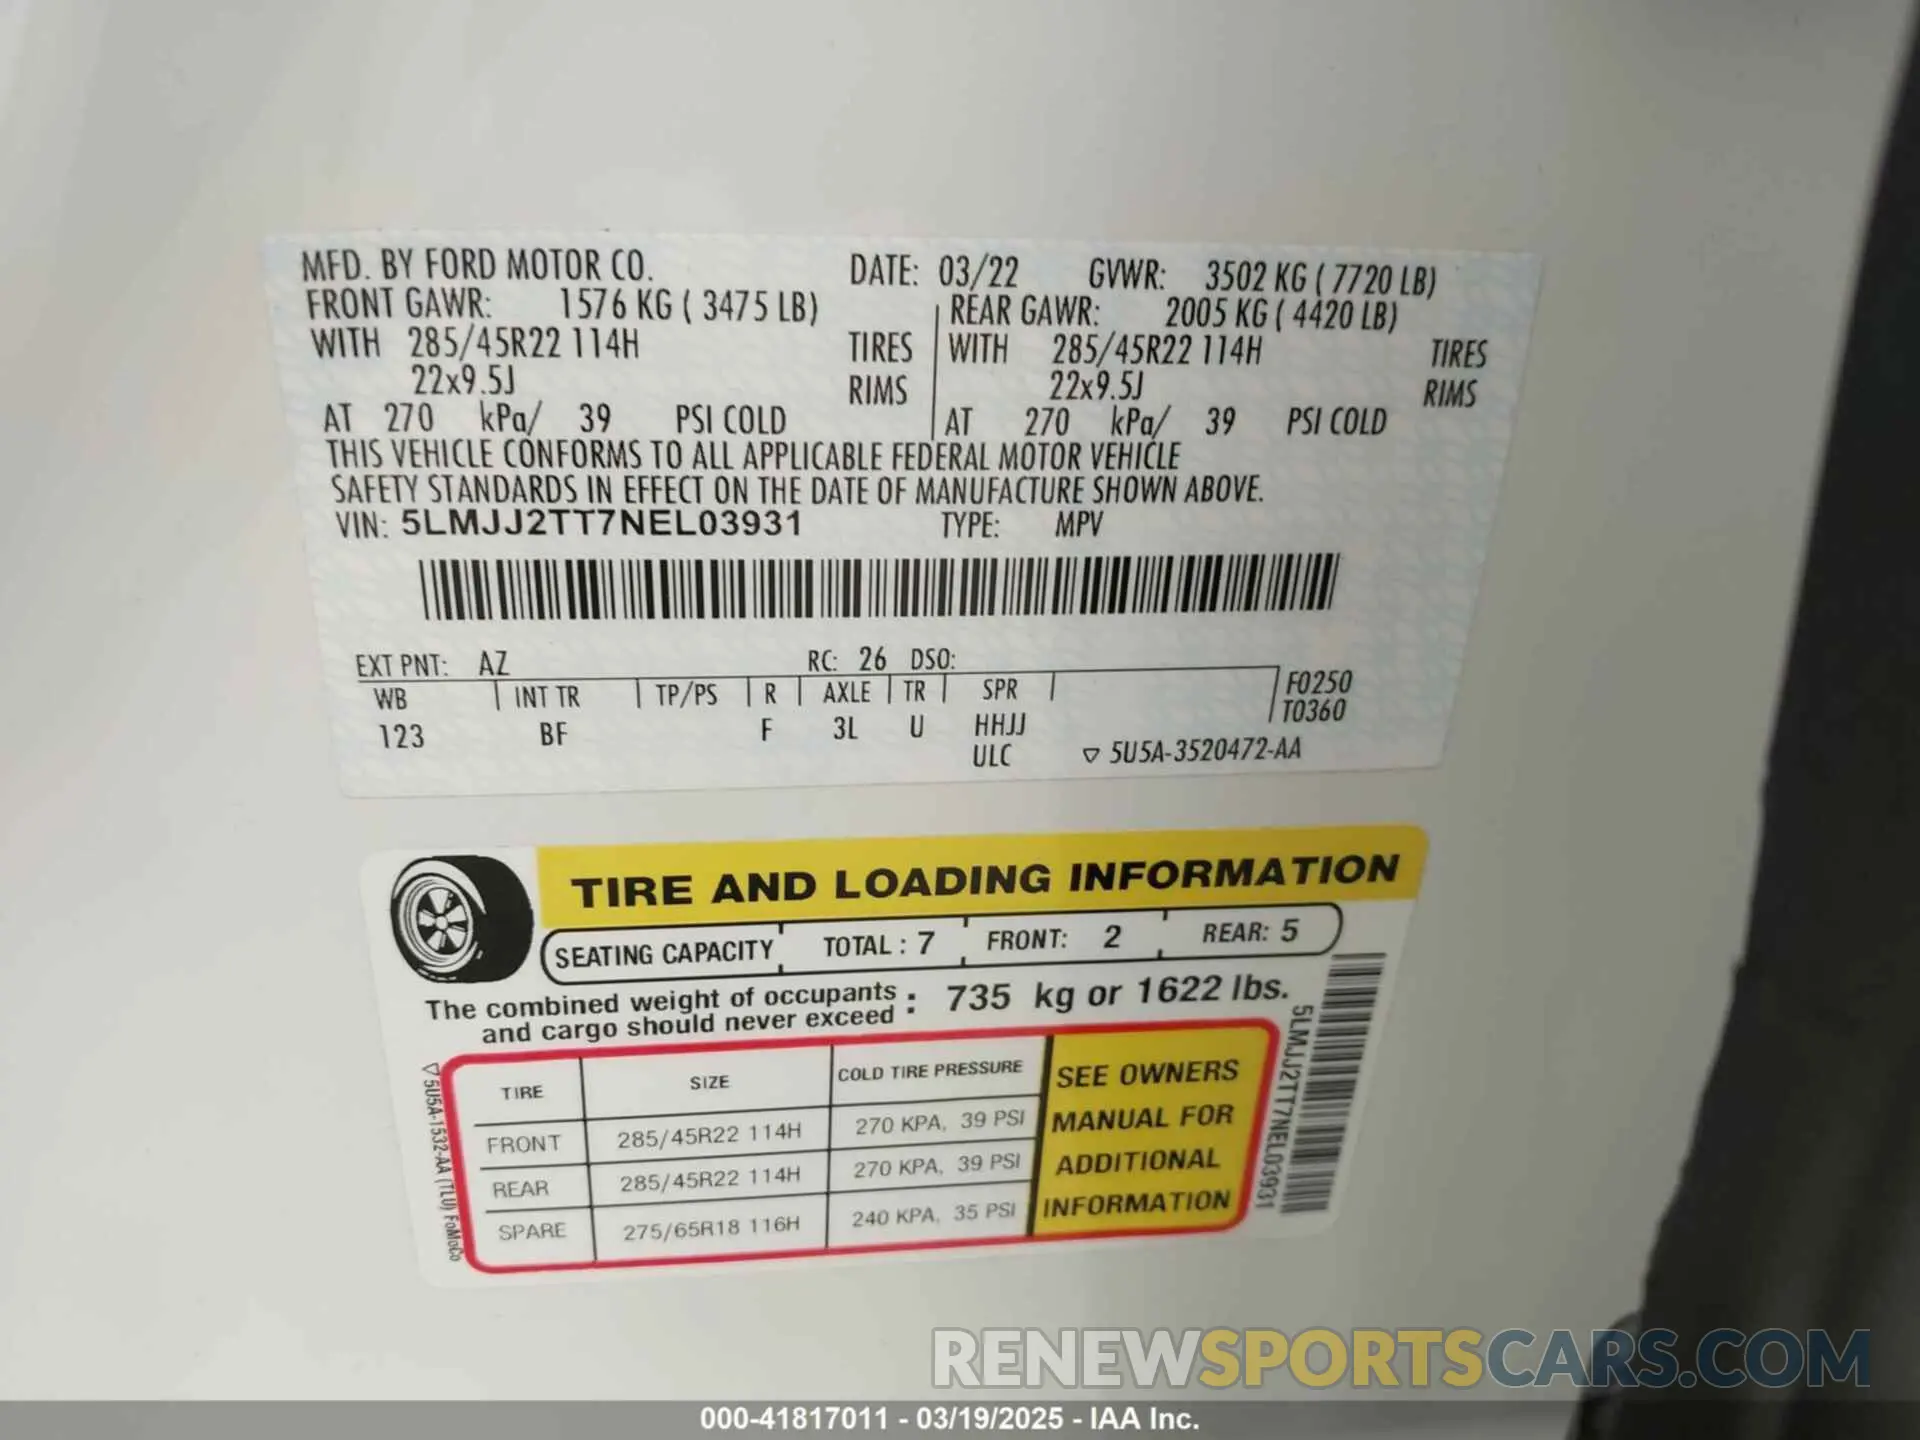 MFD. BY FORD MOTOR CO. DATE: 03/22 GVWR: 3502 KG ( 7720 LB)
FRONT GAWR: 1576 KG ( 3475 LB) REAR GAWR: 2005 KG ( 4420 LB)
WITH 285/45R22 114H TIRES WITH 285/45R22 114H TIRES
22x9.5J RIMS 22x9.5J RIMS
AT 270 kPa/ 39 PSI COLD AT 270 kPa/ 39 PSI COLD
THIS VEHICLE CONFORMS TO ALL APPLICABLE FEDERAL MOTOR VEHICLE
SAFETY STANDARDS IN EFFECT ON THE DATE OF MANUFACTURE SHOWN ABOVE.
VIN: 5LMJJ2TT7NEL03931 TYPE: MPV
EXT PNT: AZ RC: 26 DSO:
WB INT TR TP/PS R AXLE TR SPR F0250
T0360
123 BF F 3L U HHJJ
ULC ▽ 5U5A-3520472-AA
TIRE AND LOADING INFORMATION
SEATING CAPACITY TOTAL : 7 FRONT: 2 REAR: 5
The combined weight of occupants
and cargo should never exceed : 735 kg or 1622 lbs.
TIRE SIZE COLD TIRE PRESSURE
FRONT 285/45R22 114H 270 KPA, 39 PSI
REAR 285/45R22 114H 270 KPA, 39 PSI
SPARE 275/65R18 116H 240 KPA, 35 PSI
SEE OWNERS
MANUAL FOR
ADDITIONAL
INFORMATION
▽5U5A-1532-AA (TLU) FoMoCo
5LMJJ2TT7NEL03931
RENEWSPORTSCARS.COM
000-41817011 - 03/19/2025 - IAA Inc.